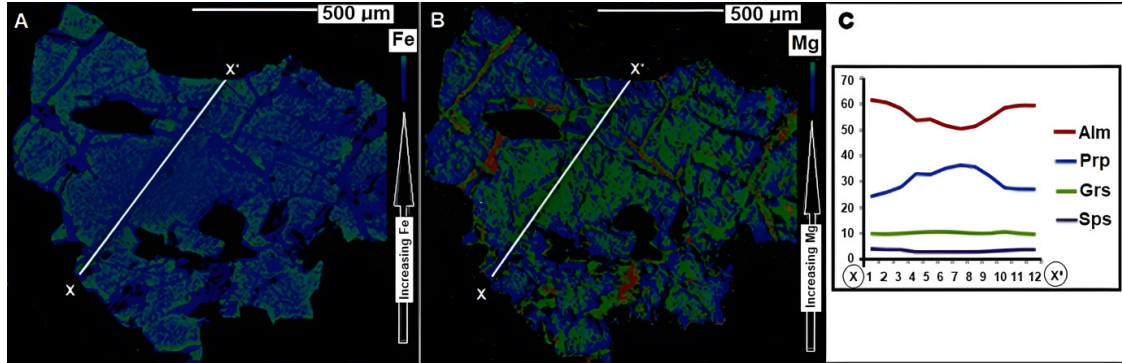 A
500 µm
Fe
Increasing Fe
X'
X
B
500 µm
Mg
Increasing Mg
X'
X
C
70
60
50
40
30
20
10
0
Alm
Prp
Grs
Sps
X 1 2 3 4 5 6 7 8 9 10 11 12 X'